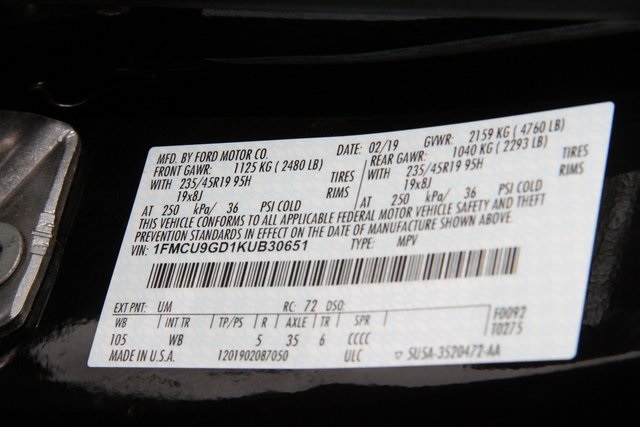 MFD. BY FORD MOTOR CO. DATE: 02/19 GVWR: 2159 KG ( 4760 LB)
FRONT GAWR: 1125 KG ( 2480 LB) REAR GAWR: 1040 KG ( 2293 LB)
WITH 235/45R19 95H TIRES WITH 235/45R19 95H TIRES
19x8J RIMS 19x8J RIMS
AT 250 kPa/ 36 PSI COLD AT 250 kPa/ 36 PSI COLD
THIS VEHICLE CONFORMS TO ALL APPLICABLE FEDERAL MOTOR VEHICLE SAFETY AND THEFT
PREVENTION STANDARDS IN EFFECT ON THE DATE OF MANUFACTURE SHOWN ABOVE.
VIN: 1FMCU9GD1KUB30651 TYPE: MPV
EXT PNT: UM RC: 72 DSO: F0092
WB INT TR TP/PS R AXLE TR SPR T0275
105 WB 5 35 6 CCCC
MADE IN U.S.A. 1201902087050 ULC ▽ 5U5A-3520472-AA